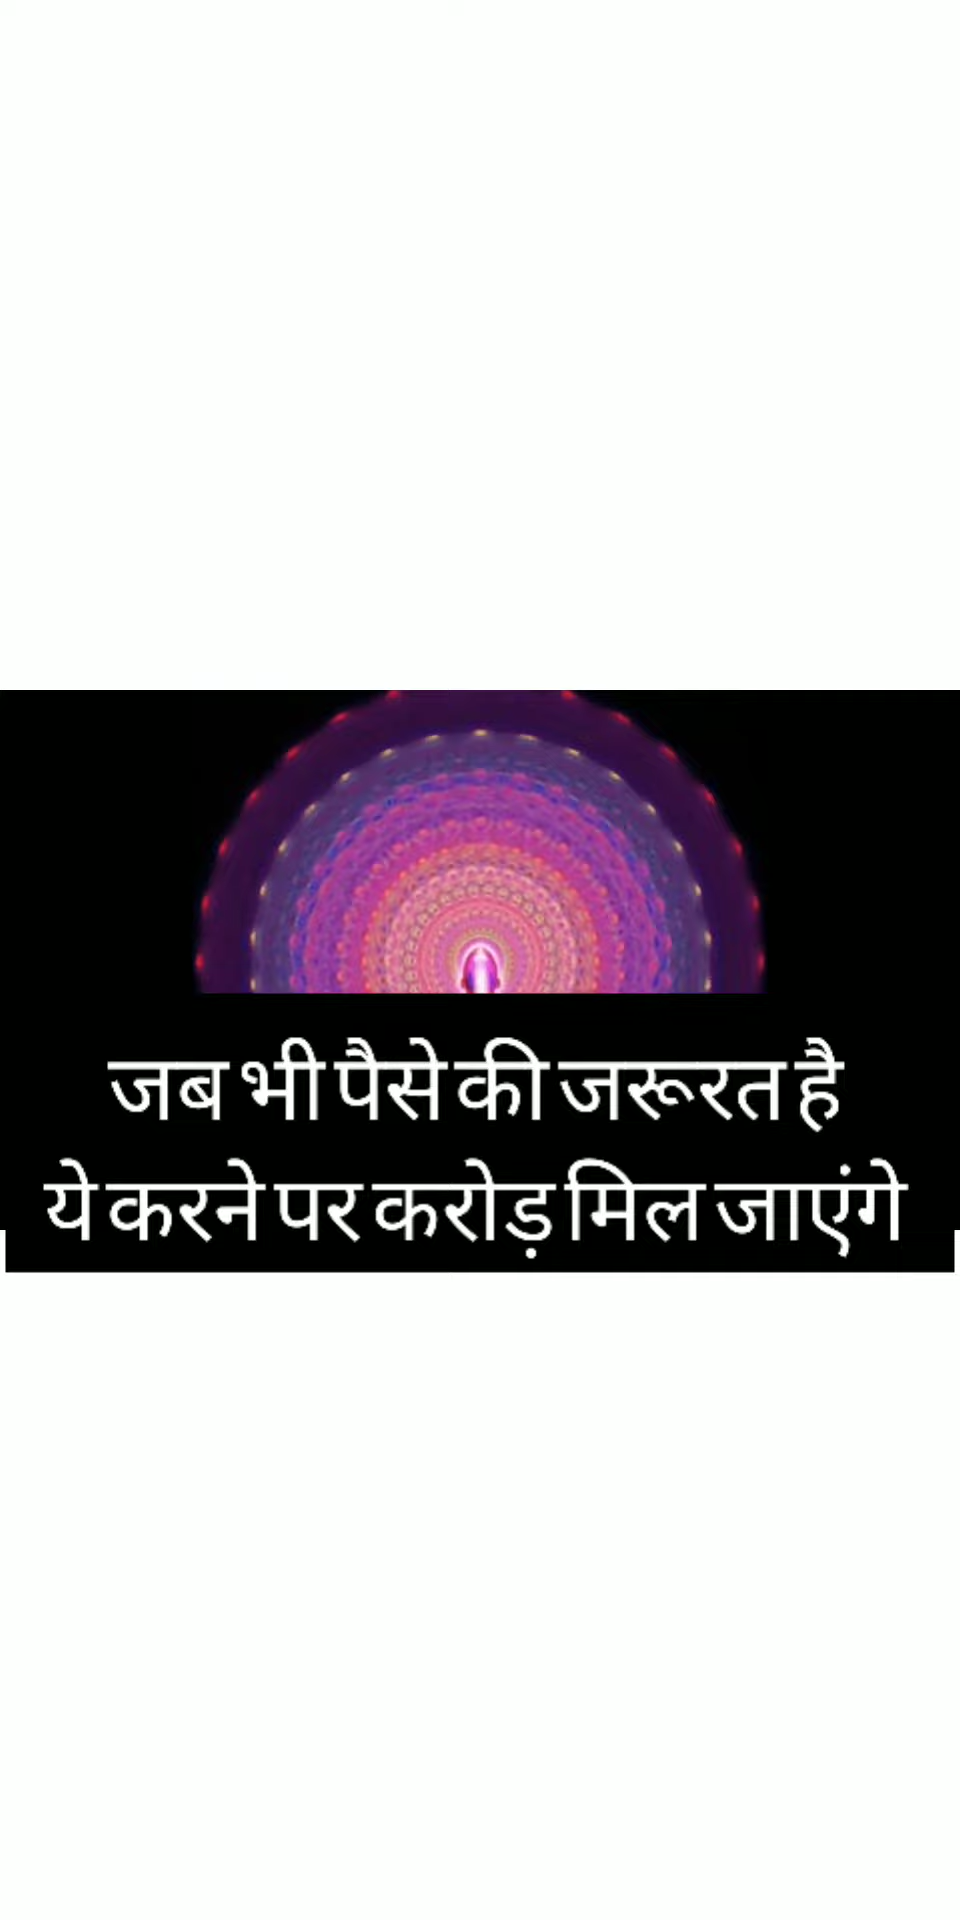 जब भी पैसे की जरूरत है
ये करने पर करोड़ मिल जाएंगे